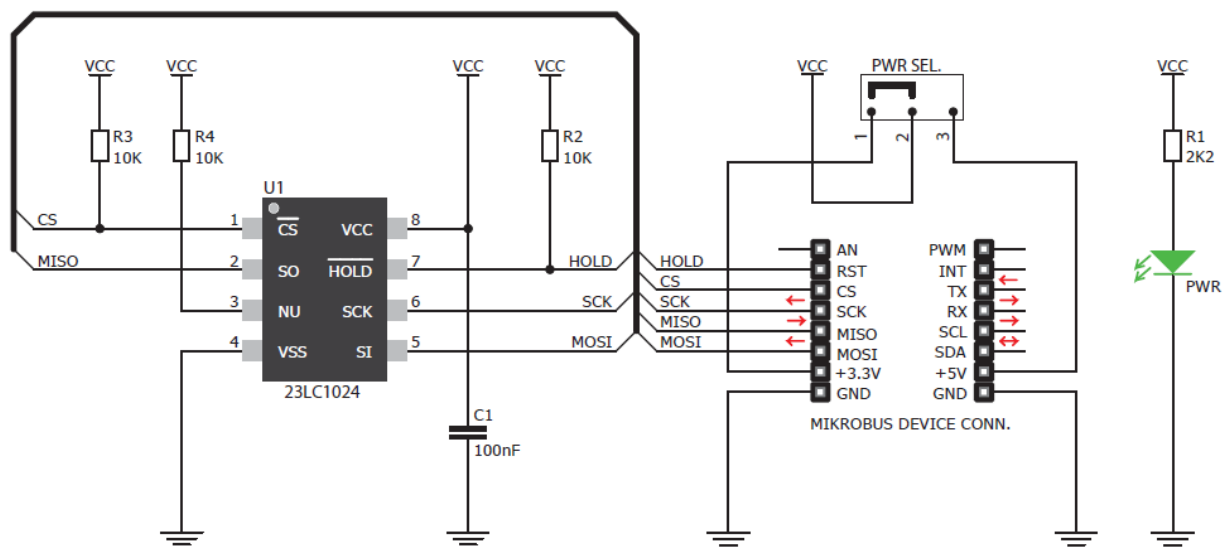 VCC
VCC
VCC
VCC
VCC
PWR SEL.
VCC
R3
10K
R4
10K
R2
10K
1
2
3
R1
2K2
U1
CS
1
CS
VCC
8
MISO
2
SO
HOLD
7
HOLD
HOLD
3
NU
SCK
6
SCK
CS
SCK
4
VSS
SI
5
MOSI
MISO
MOSI
23LC1024
AN
RST
CS
SCK
MISO
MOSI
+3.3V
GND
PWM
INT
TX
RX
SCL
SDA
+5V
GND
MIKROBUS DEVICE CONN.
PWR
C1
100nF